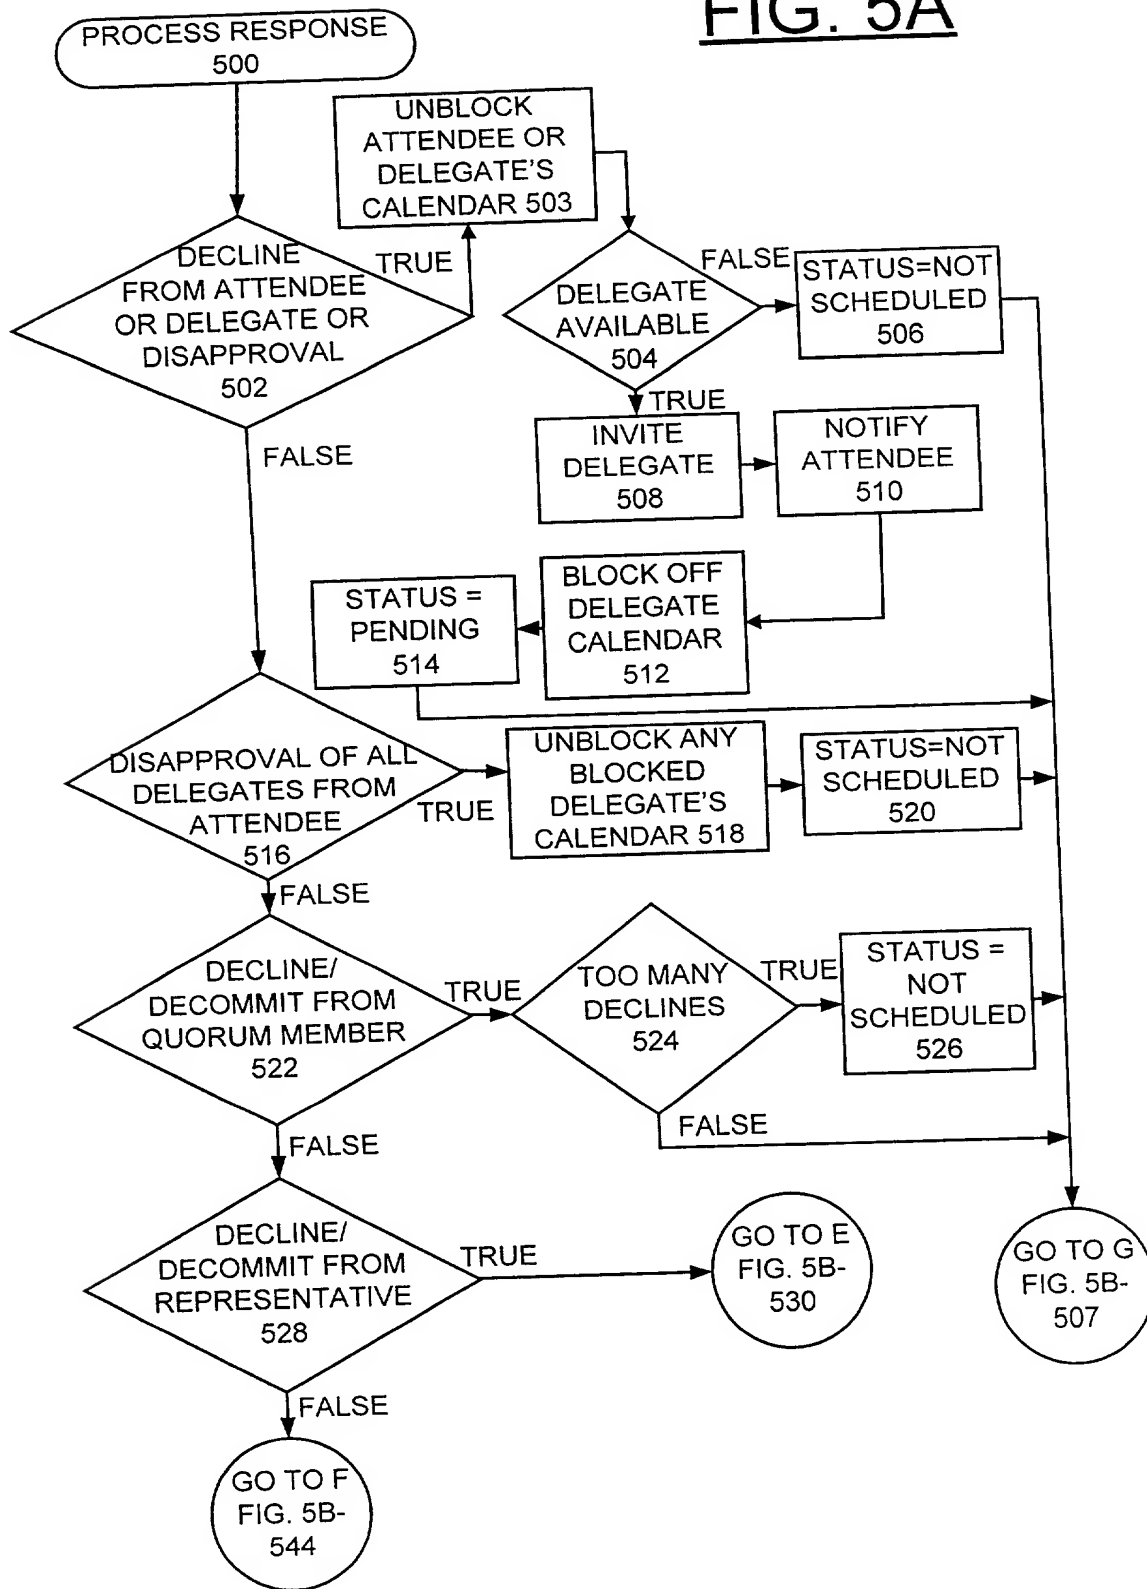 FIG. 5A
PROCESS RESPONSE
500
UNBLOCK
ATTENDEE OR
DELEGATE'S
CALENDAR 503
DECLINE
FROM ATTENDEE
OR DELEGATE OR
DISAPPROVAL
502
TRUE
FALSE
DELEGATE
AVAILABLE
504
FALSE
STATUS=NOT
SCHEDULED
506
TRUE
INVITE
DELEGATE
508
NOTIFY
ATTENDEE
510
BLOCK OFF
DELEGATE
CALENDAR
512
STATUS =
PENDING
514
DISAPPROVAL OF ALL
DELEGATES FROM
ATTENDEE
516
TRUE
UNBLOCK ANY
BLOCKED
DELEGATE'S
CALENDAR 518
STATUS=NOT
SCHEDULED
520
FALSE
DECLINE/
DECOMMIT FROM
QUORUM MEMBER
522
TRUE
TOO MANY
DECLINES
524
TRUE
STATUS =
NOT
SCHEDULED
526
FALSE
FALSE
DECLINE/
DECOMMIT FROM
REPRESENTATIVE
528
TRUE
GO TO E
FIG. 5B-
530
GO TO G
FIG. 5B-
507
FALSE
GO TO F
FIG. 5B-
544